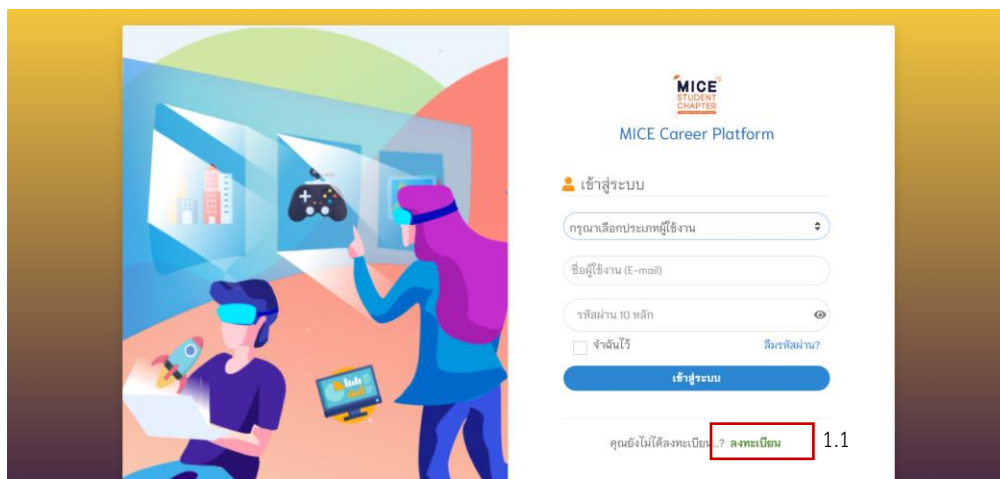 MICE
STUDENT
CHAPTER
MICE Career Platform
เข้าสู่ระบบ
กรุณาเลือกประเภทผู้ใช้งาน
ชื่อผู้ใช้งาน (E-mail)
รหัสผ่าน 10 หลัก
จำฉันไว้ ลืมรหัสผ่าน?
เข้าสู่ระบบ
คุณยังไม่ได้ลงทะเบียน...? ลงทะเบียน 1.1